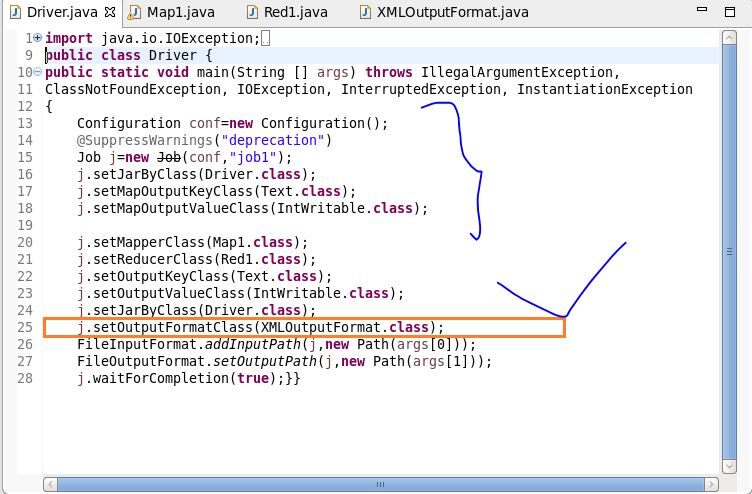 Driver.java Map1.java Red1.java XMLOutputFormat.java
1 import java.io.IOException;
9 public class Driver {
10 public static void main(String [] args) throws IllegalArgumentException,
11 ClassNotFoundException, IOException, InterruptedException, InstantiationException
12 {
13 Configuration conf=new Configuration();
14 @SuppressWarnings("deprecation")
15 Job j=new Job(conf,"job1");
16 j.setJarByClass(Driver.class);
17 j.setMapOutputKeyClass(Text.class);
18 j.setMapOutputValueClass(IntWritable.class);
19
20 j.setMapperClass(Map1.class);
21 j.setReducerClass(Red1.class);
22 j.setOutputKeyClass(Text.class);
23 j.setOutputValueClass(IntWritable.class);
24 j.setJarByClass(Driver.class);
25 j.setOutputFormatClass(XMLOutputFormat.class);
26 FileInputFormat.addInputPath(j,new Path(args[0]));
27 FileOutputFormat.setOutputPath(j,new Path(args[1]));
28 j.waitForCompletion(true);}}